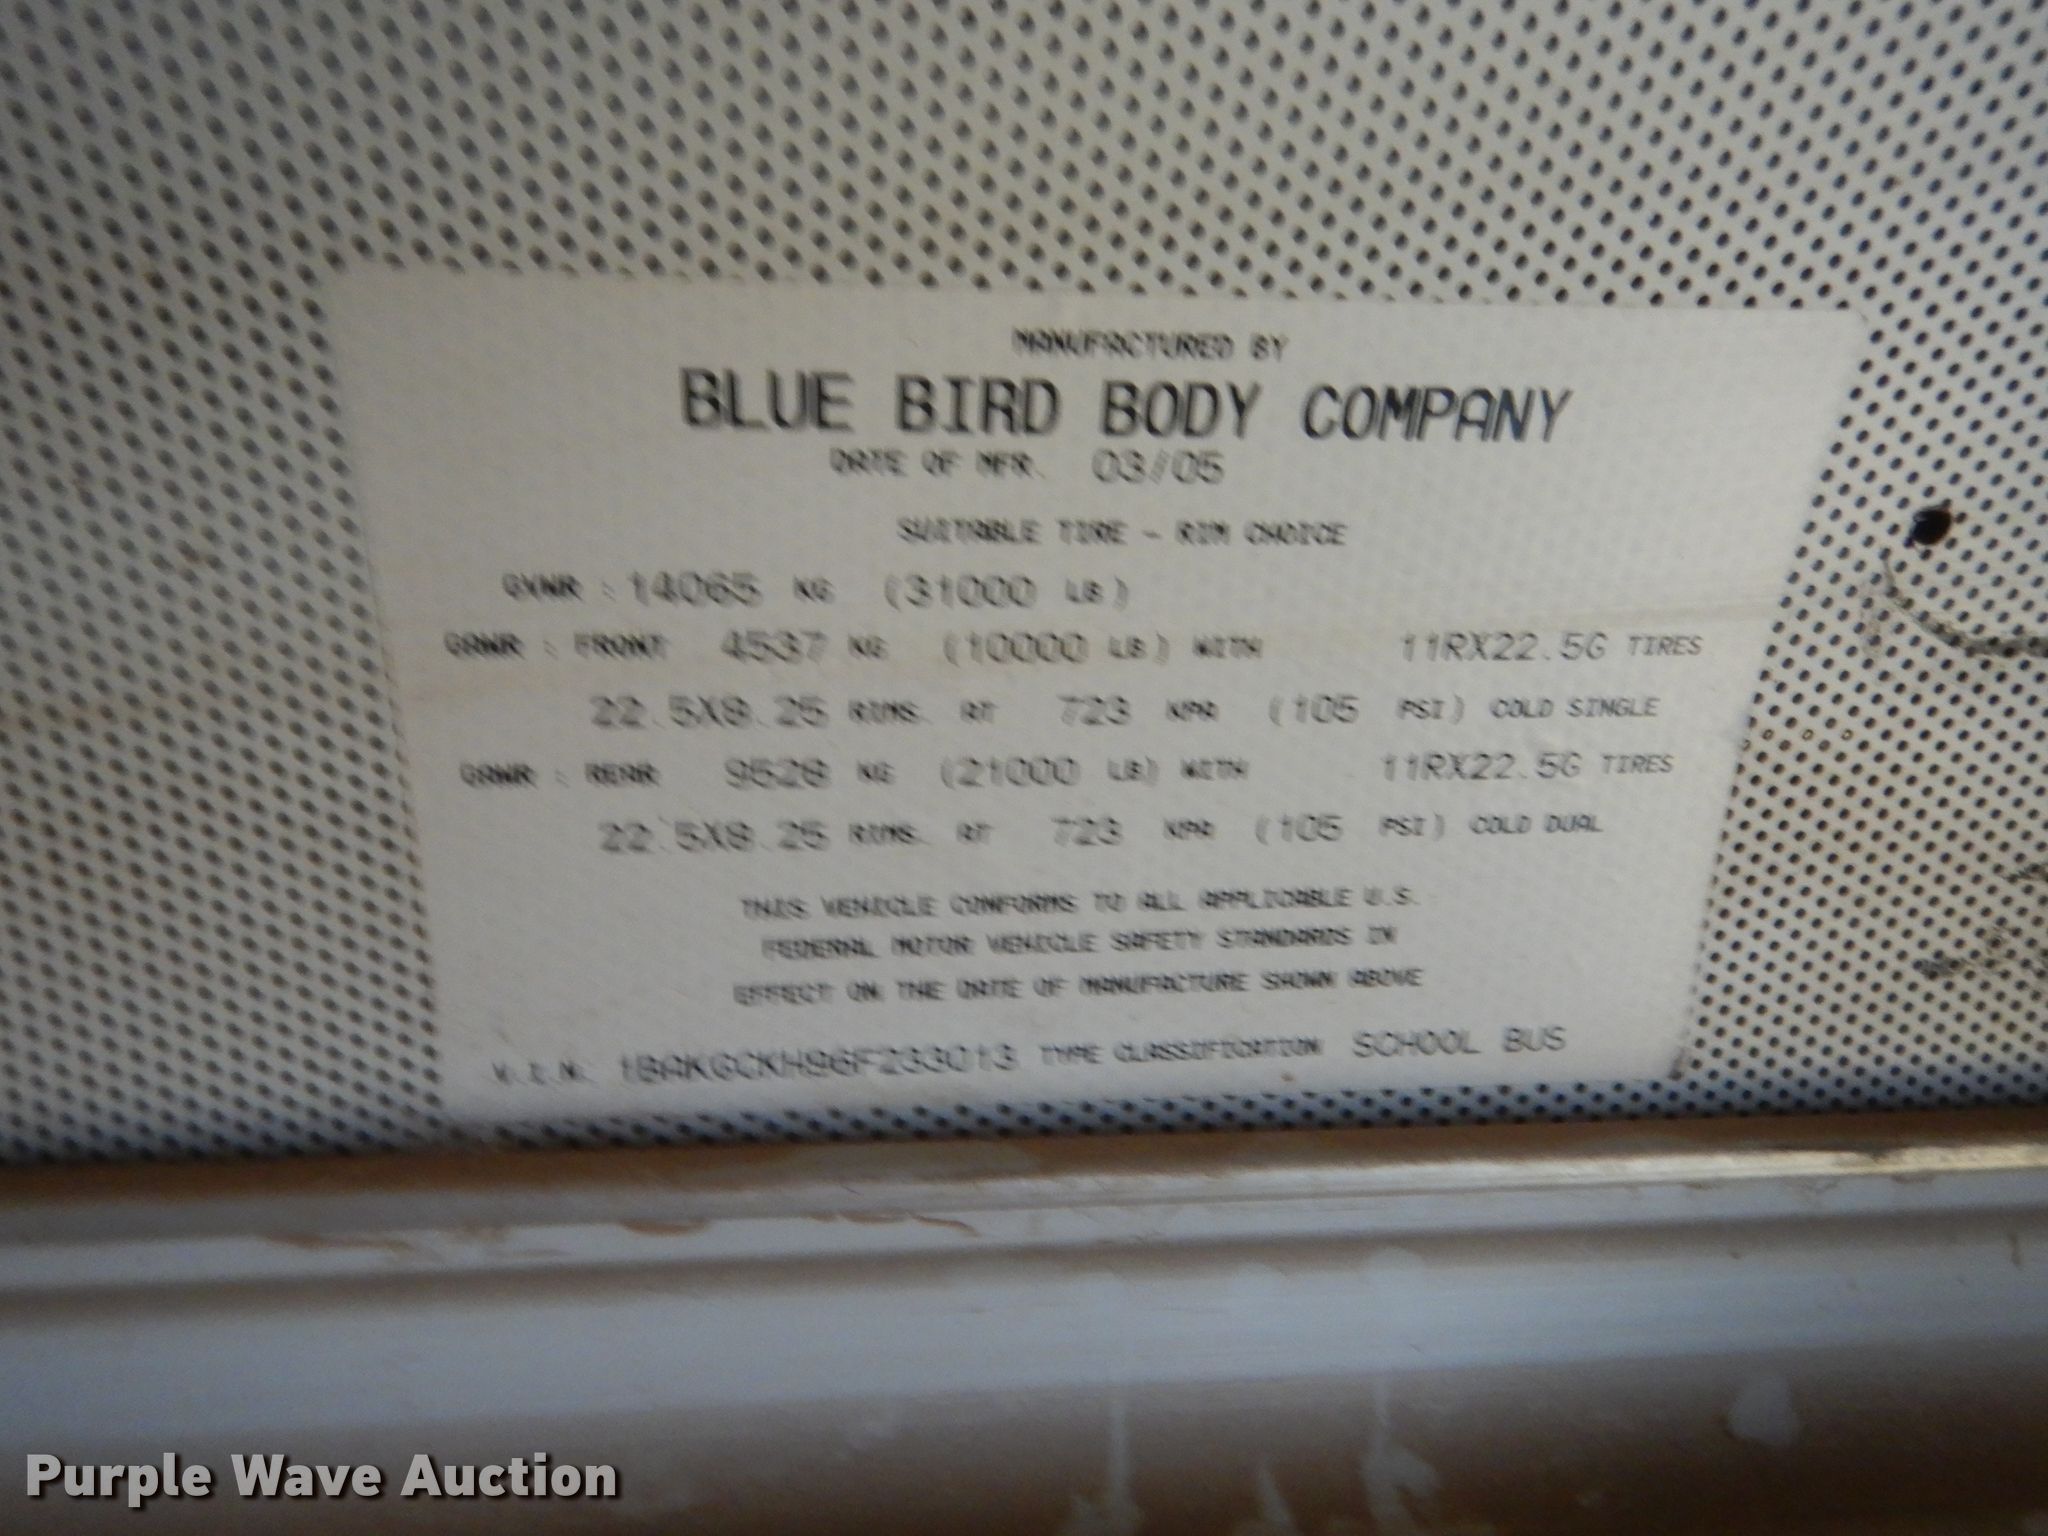 MANUFACTURED BY
BLUE BIRD BODY COMPANY
DATE OF MFR. 03/05
SUITABLE TIRE - RIM CHOICE
GVWR : 14065 KG (31000 LB)
GAWR : FRONT 4537 KG (10000 LB) WITH 11RX22.5G TIRES
22.5X8.25 RIMS. AT 723 KPA (105 PSI) COLD SINGLE
GAWR : REAR 9528 KG (21000 LB) WITH 11RX22.5G TIRES
22.5X8.25 RIMS. AT 723 KPA (105 PSI) COLD DUAL
THIS VEHICLE CONFORMS TO ALL APPLICABLE U.S.
FEDERAL MOTOR VEHICLE SAFETY STANDARDS IN
EFFECT ON THE DATE OF MANUFACTURE SHOWN ABOVE
V.I.N. 1BAKGCKH96F233013 TYPE CLASSIFICATION SCHOOL BUS
Purple Wave Auction